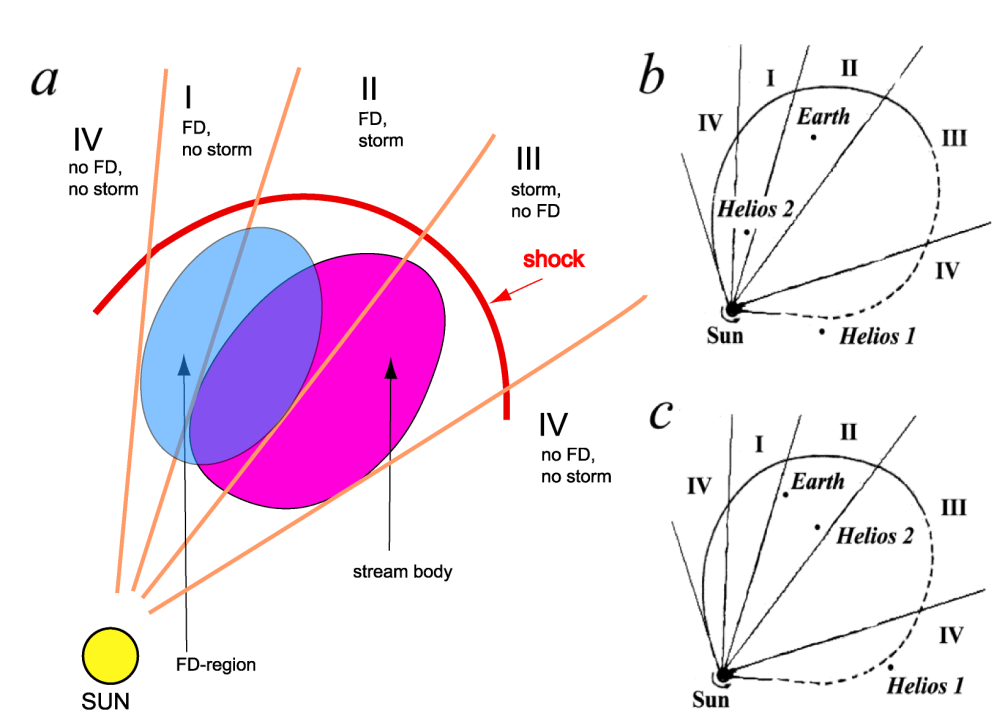 a
IV
no FD,
no storm
I
FD,
no storm
II
FD,
storm
III
storm,
no FD
shock
IV
no FD,
no storm
stream body
FD-region
SUN
b
I
II
IV
Earth
III
Helios 2
IV
Sun
Helios 1
c
I
II
IV
Earth
III
Helios 2
IV
Sun
Helios 1